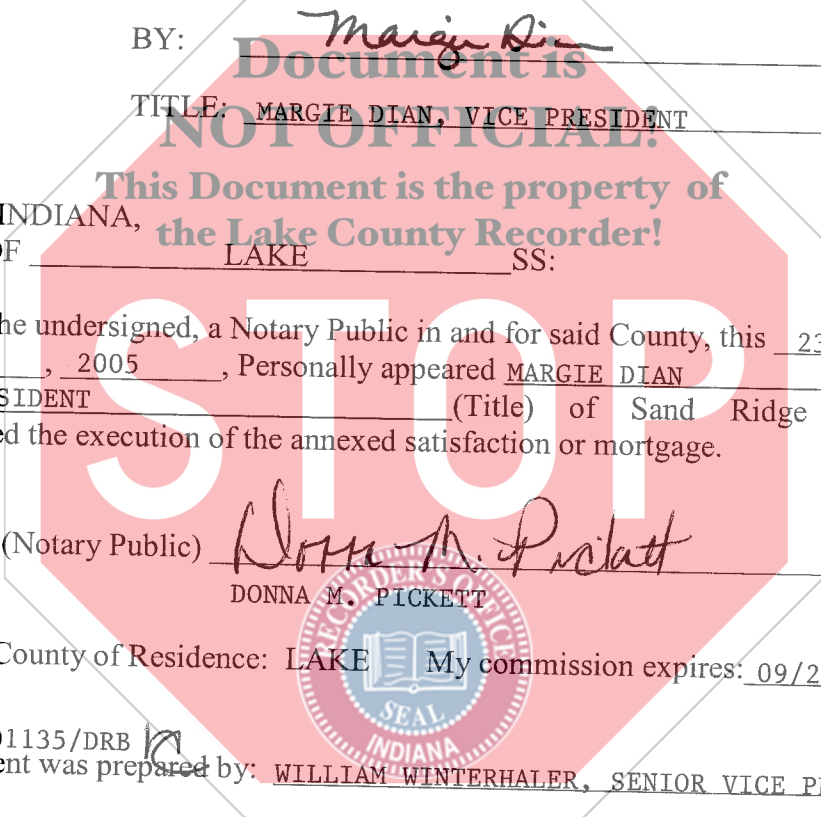 BY: Margie Dian
Document is
TITLE: MARGIE DIAN, VICE PRESIDENT
NOT OFFICIAL!
This Document is the property of
the Lake County Recorder!
INDIANA,
OF LAKE SS:
STOP
he undersigned, a Notary Public in and for said County, this 23
, 2005 , Personally appeared MARGIE DIAN
SIDENT (Title) of Sand Ridge
ed the execution of the annexed satisfaction or mortgage.
(Notary Public) Donna M. Pickett
DONNA M. PICKETT
RECORDER'S OFFICE
County of Residence: LAKE My commission expires: 09/2
SEAL
INDIANA
01135/DRB
ent was prepared by: WILLIAM WINTERHALER, SENIOR VICE P